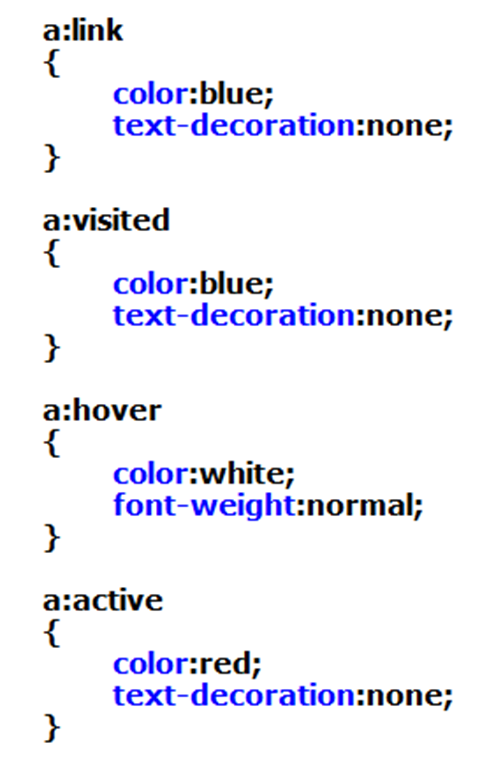 a:link
{
color:blue;
text-decoration:none;
}
a:visited
{
color:blue;
text-decoration:none;
}
a:hover
{
color:white;
font-weight:normal;
}
a:active
{
color:red;
text-decoration:none;
}